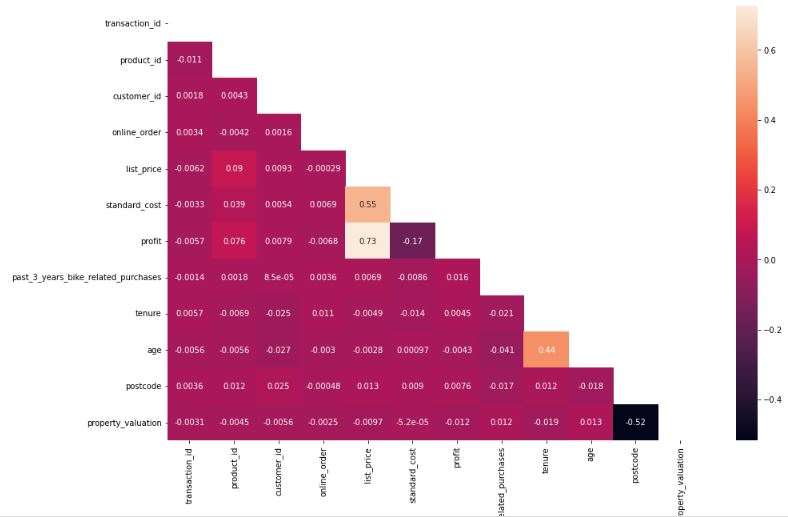 transaction_id
product_id -0.011
customer_id 0.0018 0.0043
online_order 0.0034 -0.0042 0.0016
list_price -0.0062 0.09 0.0093 -0.00029
standard_cost -0.0033 0.039 0.0054 0.0069 0.55
profit -0.0057 0.076 0.0079 -0.0068 0.73 -0.17
past_3_years_bike_related_purchases -0.0014 0.0018 8.5e-05 0.0036 0.0069 -0.0086 0.016
tenure 0.0057 -0.0069 -0.025 0.011 -0.0049 -0.014 0.0045 -0.021
age -0.0056 -0.0056 -0.027 -0.003 -0.0028 0.00097 -0.0043 -0.041 0.44
postcode 0.0036 0.012 0.025 -0.00048 0.013 0.009 0.0076 -0.017 0.012 -0.018
property_valuation -0.0031 -0.0045 -0.0056 -0.0025 -0.0097 -5.2e-05 -0.012 0.012 -0.019 0.013 -0.52
transaction_id
product_id
customer_id
online_order
list_price
standard_cost
profit
elated_purchases
tenure
age
postcode
operty_valuation
0.6
0.4
0.2
0.0
−0.2
−0.4